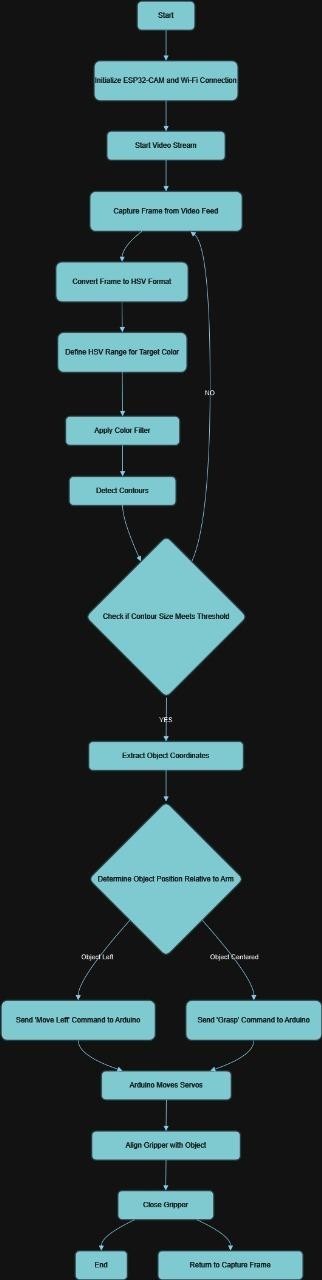 Start
Initialize ESP32-CAM and Wi-Fi Connection
Start Video Stream
Capture Frame from Video Feed
Convert Frame to HSV Format
Define HSV Range for Target Color
NO
Apply Color Filter
Detect Contours
Check if Contour Size Meets Threshold
YES
Extract Object Coordinates
Determine Object Position Relative to Arm
Object Left
Object Centered
Send 'Move Left' Command to Arduino
Send 'Grasp' Command to Arduino
Arduino Moves Servos
Align Gripper with Object
Close Gripper
End
Return to Capture Frame